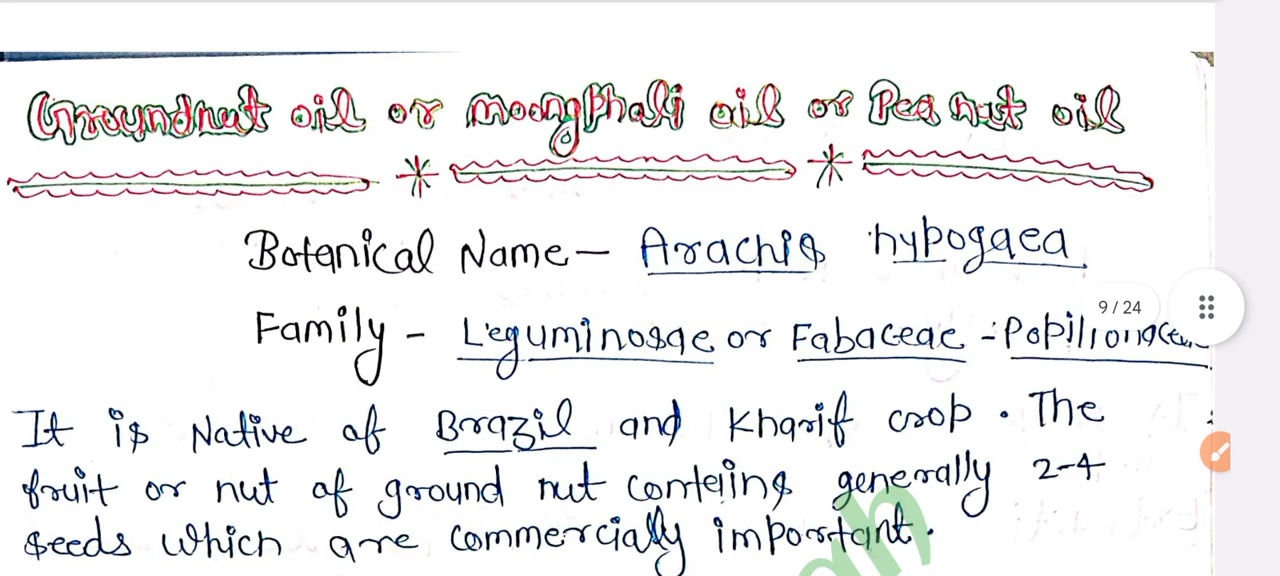 Groundnut oil or moongphali oil or Pea nut oil
Botanical Name – Arachis hypogaea
9 / 24
Family - Leguminosae or Fabaceae - Papilionaceae
It is Native of Brazil and Kharif crop. The
fruit or nut of ground nut conteins generally 2-4
seeds which are commercially important.